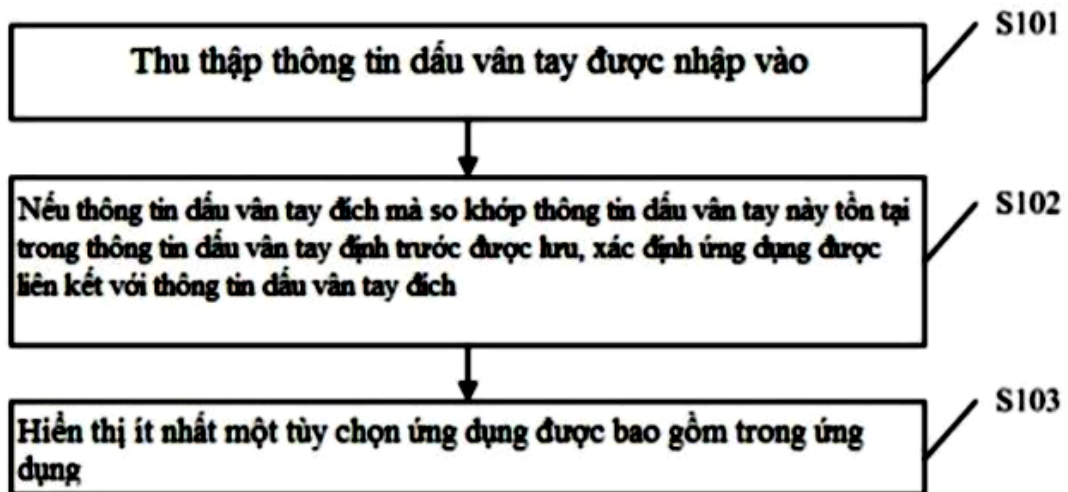 S101
Thu thập thông tin dấu vân tay được nhập vào
S102
Nếu thông tin dấu vân tay đích mà so khớp thông tin dấu vân tay này tồn tại
trong thông tin dấu vân tay định trước được lưu, xác định ứng dụng được
liên kết với thông tin dấu vân tay đích
S103
Hiển thị ít nhất một tùy chọn ứng dụng được bao gồm trong ứng
dụng